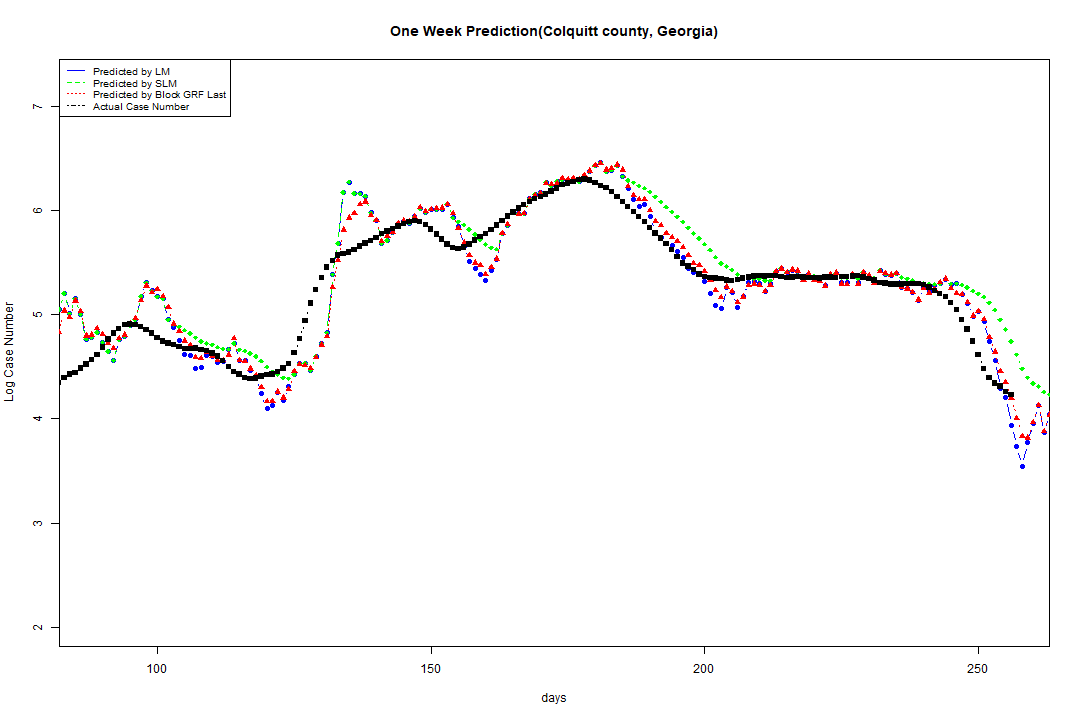 One Week Prediction(Colquitt county, Georgia)
Predicted by LM
Predicted by SLM
Predicted by Block GRF Last
Actual Case Number
7
6
5
4
3
2
Log Case Number
100 150 200 250
days